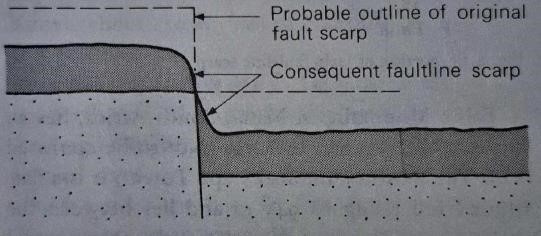 Probable outline of original
fault scarp
Consequent faultline scarp